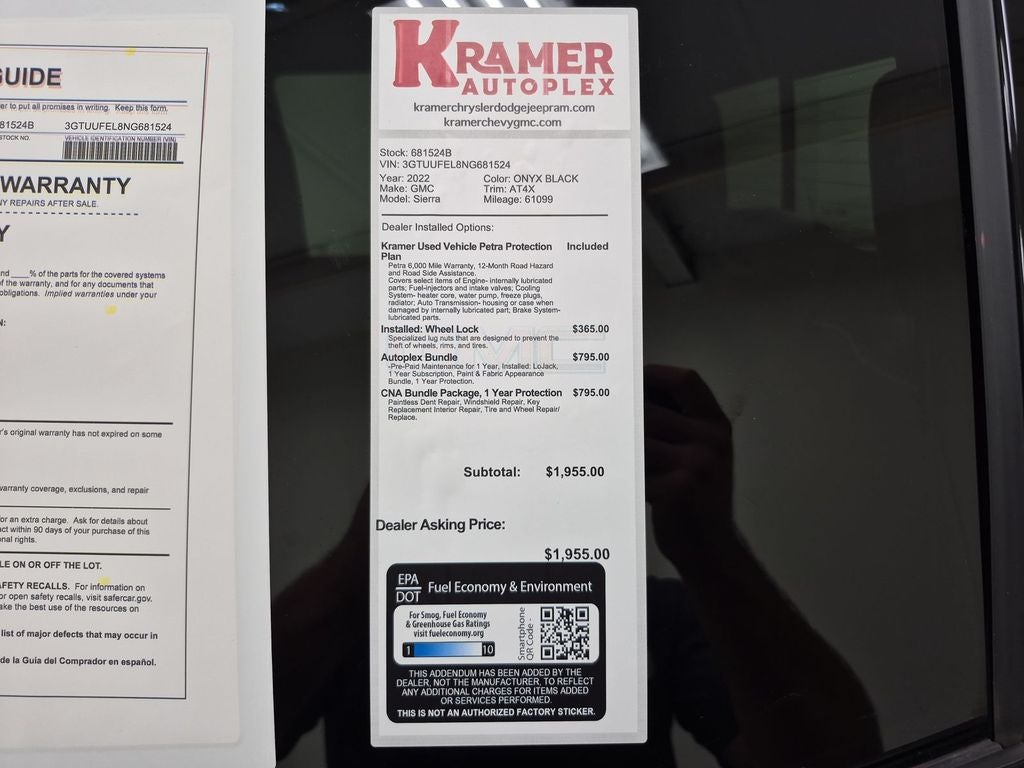 GUIDE
er to put all promises in writing. Keep this form.
81524B 3GTUUFEL8NG681524
STOCK NO. VEHICLE IDENTIFICATION NUMBER (VIN)
WARRANTY
NY REPAIRS AFTER SALE.
Y
nd ____% of the parts for the covered systems
f the warranty, and for any documents that
obligations. Implied warranties under your
N:
r's original warranty has not expired on some
warranty coverage, exclusions, and repair
or an extra charge. Ask for details about
act within 90 days of your purchase of this
onal rights.
LE ON OR OFF THE LOT.
AFETY RECALLS. For information on
or open safety recalls, visit safercar.gov.
ake the best use of the resources on
list of major defects that may occur in
de la Guía del Comprador en español.
KRAMER
AUTOPLEX
kramerchryslerdodgejeepram.com
kramerchevygmc.com
Stock: 681524B
VIN: 3GTUUFEL8NG681524
Year: 2022 Color: ONYX BLACK
Make: GMC Trim: AT4X
Model: Sierra Mileage: 61099
Dealer Installed Options:
Kramer Used Vehicle Petra Protection Included
Plan
Petra 6,000 Mile Warranty, 12-Month Road Hazard
and Road Side Assistance.
Covers select items of Engine- internally lubricated
parts; Fuel-injectors and intake valves; Cooling
System- heater core, water pump, freeze plugs,
radiator; Auto Transmission- housing or case when
damaged by internally lubricated part; Brake System-
lubricated parts.
Installed: Wheel Lock $365.00
Specialized lug nuts that are designed to prevent the
theft of wheels, rims, and tires.
Autoplex Bundle $795.00
-Pre-Paid Maintenance for 1 Year, Installed: LoJack,
1 Year Subscription, Paint & Fabric Appearance
Bundle, 1 Year Protection.
CNA Bundle Package, 1 Year Protection $795.00
Paintless Dent Repair, Windshield Repair, Key
Replacement Interior Repair, Tire and Wheel Repair/
Replace.
Subtotal: $1,955.00
Dealer Asking Price:
$1,955.00
EPA
DOT Fuel Economy & Environment
For Smog, Fuel Economy
& Greenhouse Gas Ratings
visit fueleconomy.org
1 10
Smartphone
QR Code -
THIS ADDENDUM HAS BEEN ADDED BY THE
DEALER, NOT THE MANUFACTURER, TO REFLECT
ANY ADDITIONAL CHARGES FOR ITEMS ADDED
OR SERVICES PERFORMED.
THIS IS NOT AN AUTHORIZED FACTORY STICKER.